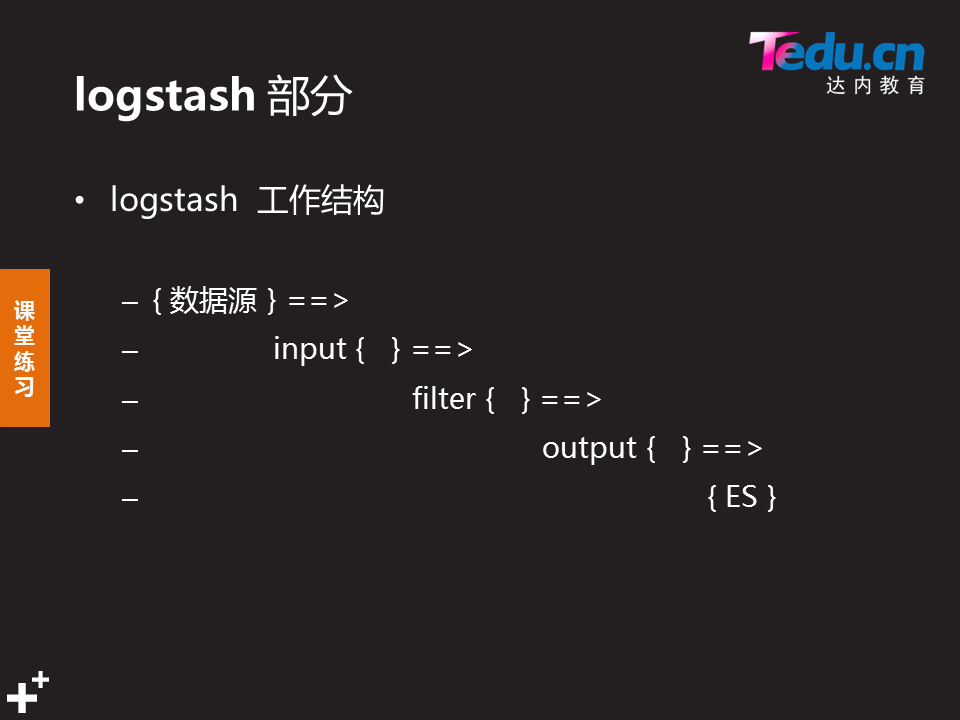 Tedu.cn
达内教育
logstash 部分
• logstash 工作结构
课堂练习
– { 数据源 } ==>
– input { } ==>
– filter { } ==>
– output { } ==>
– { ES }